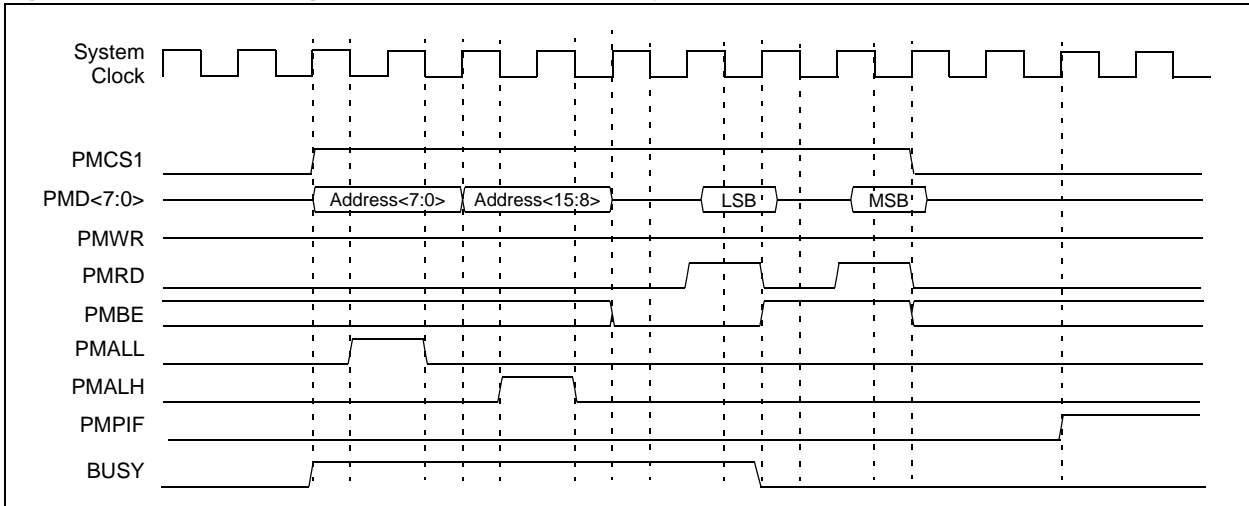 System
Clock
PMCS1
PMD<7:0>
Address<7:0>
Address<15:8>
LSB
MSB
PMWR
PMRD
PMBE
PMALL
PMALH
PMPIF
BUSY